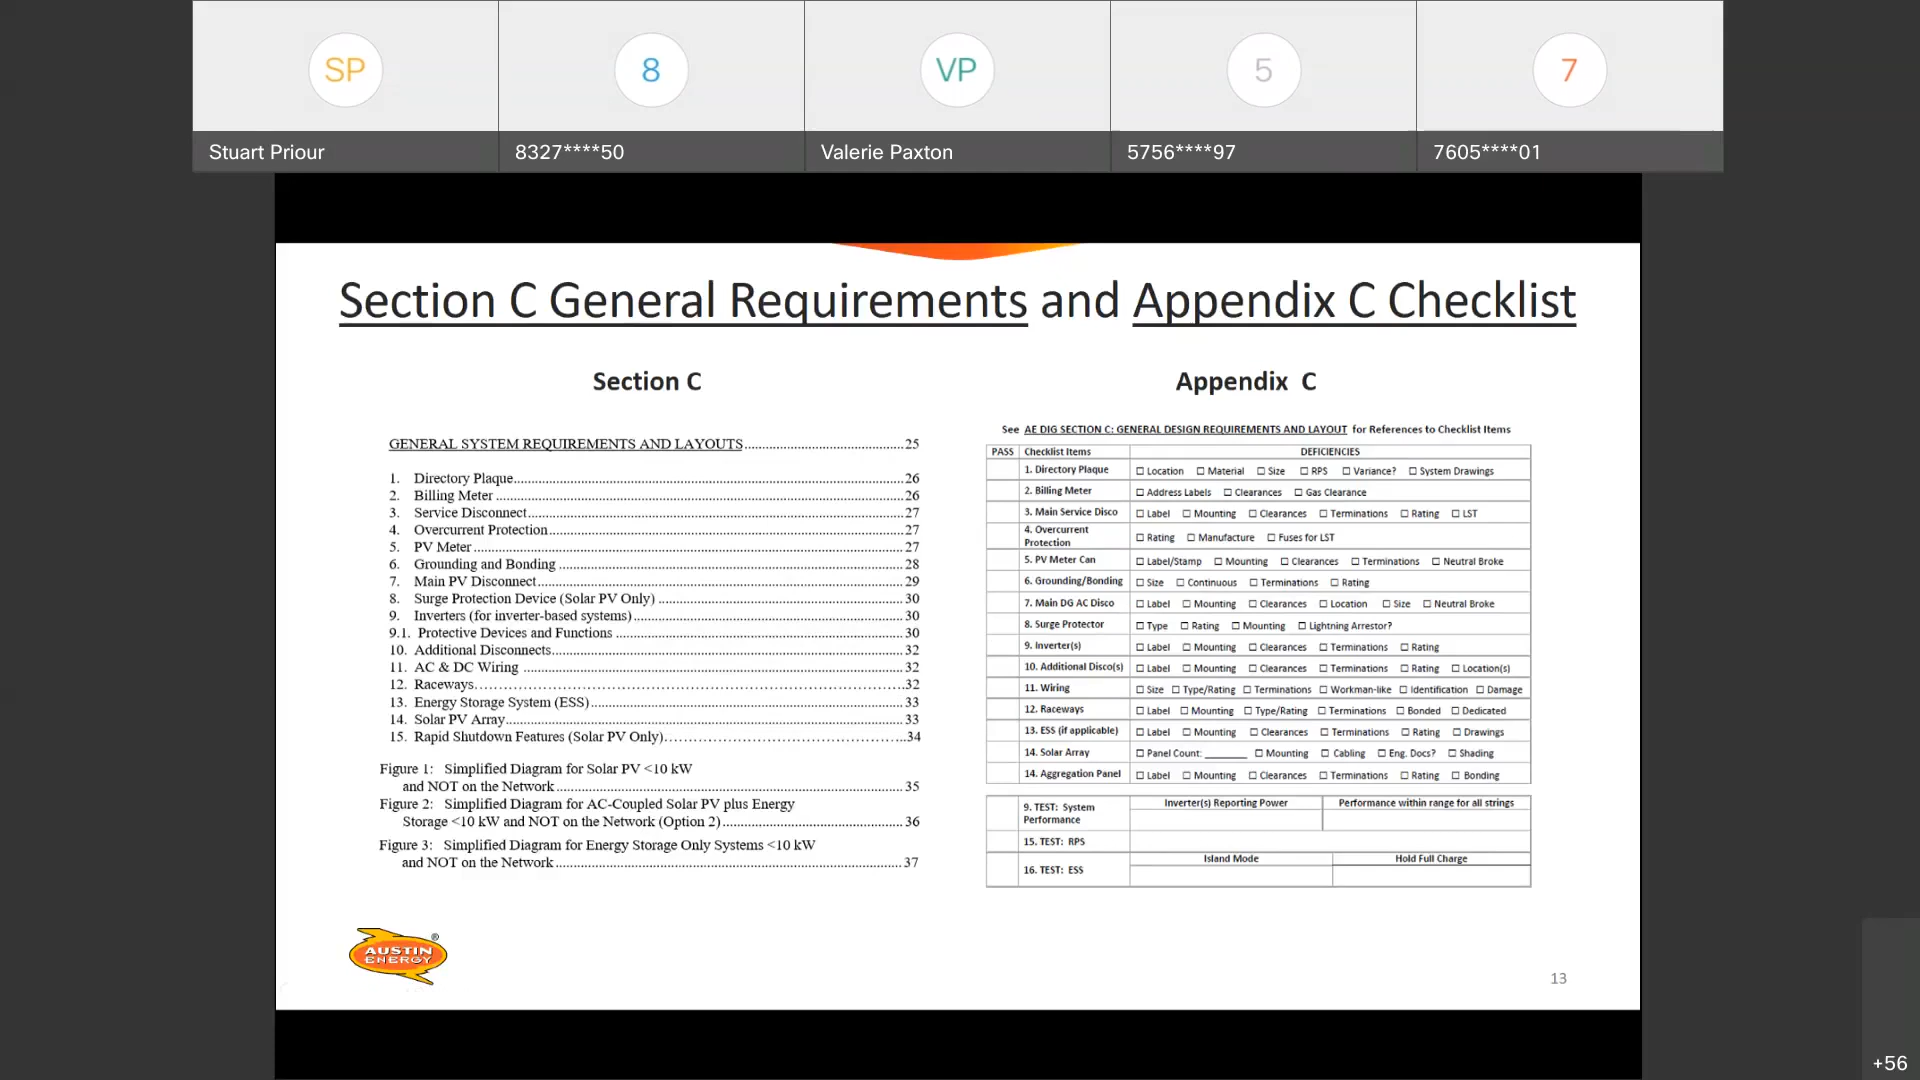 SP
8
VP
5
7
Stuart Priour
8327****50
Valerie Paxton
5756****97
7605****01
Section C General Requirements and Appendix C Checklist
Section C
GENERAL SYSTEM REQUIREMENTS AND LAYOUTS 25
1. Directory Plaque 26
2. Billing Meter 26
3. Service Disconnect 27
4. Overcurrent Protection 27
5. PV Meter 27
6. Grounding and Bonding 28
7. Main PV Disconnect 29
8. Surge Protection Device (Solar PV Only) 30
9. Inverters (for inverter-based systems) 30
9.1. Protective Devices and Functions 30
10. Additional Disconnects 32
11. AC & DC Wiring 32
12. Raceways 32
13. Energy Storage System (ESS) 33
14. Solar PV Array 33
15. Rapid Shutdown Features (Solar PV Only) 34
Figure 1: Simplified Diagram for Solar PV <10 kW
and NOT on the Network 35
Figure 2: Simplified Diagram for AC-Coupled Solar PV plus Energy
Storage <10 kW and NOT on the Network (Option 2) 36
Figure 3: Simplified Diagram for Energy Storage Only Systems <10 kW
and NOT on the Network 37
Appendix C
See AE DIG SECTION C: GENERAL DESIGN REQUIREMENTS AND LAYOUT for References to Checklist Items
PASS Checklist Items DEFICIENCIES
1. Directory Plaque ☐ Location ☐ Material ☐ Size ☐ RPS ☐ Variance? ☐ System Drawings
2. Billing Meter ☐ Address Labels ☐ Clearances ☐ Gas Clearance
3. Main Service Disco ☐ Label ☐ Mounting ☐ Clearances ☐ Terminations ☐ Rating ☐ LST
4. Overcurrent
Protection ☐ Rating ☐ Manufacture ☐ Fuses for LST
5. PV Meter Can ☐ Label/Stamp ☐ Mounting ☐ Clearances ☐ Terminations ☐ Neutral Broke
6. Grounding/Bonding ☐ Size ☐ Continuous ☐ Terminations ☐ Rating
7. Main DG AC Disco ☐ Label ☐ Mounting ☐ Clearances ☐ Location ☐ Size ☐ Neutral Broke
8. Surge Protector ☐ Type ☐ Rating ☐ Mounting ☐ Lightning Arrestor?
9. Inverter(s) ☐ Label ☐ Mounting ☐ Clearances ☐ Terminations ☐ Rating
10. Additional Disco(s) ☐ Label ☐ Mounting ☐ Clearances ☐ Terminations ☐ Rating ☐ Location(s)
11. Wiring ☐ Size ☐ Type/Rating ☐ Terminations ☐ Workman-like ☐ Identification ☐ Damage
12. Raceways ☐ Label ☐ Mounting ☐ Type/Rating ☐ Terminations ☐ Bonded ☐ Dedicated
13. ESS (if applicable) ☐ Label ☐ Mounting ☐ Clearances ☐ Terminations ☐ Rating ☐ Drawings
14. Solar Array ☐ Panel Count: ________ ☐ Mounting ☐ Cabling ☐ Eng. Docs? ☐ Shading
14. Aggregation Panel ☐ Label ☐ Mounting ☐ Clearances ☐ Terminations ☐ Rating ☐ Bonding
9. TEST: System
Performance Inverter(s) Reporting Power Performance within range for all strings
15. TEST: RPS
16. TEST: ESS Island Mode Hold Full Charge
AUSTIN
ENERGY
®
13
+56